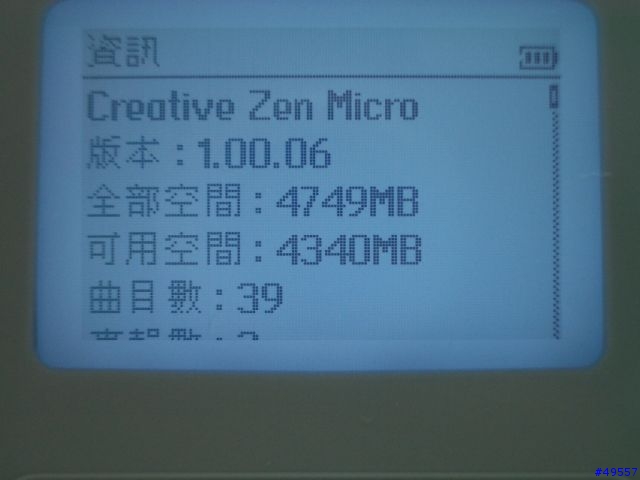 資訊
Creative Zen Micro
版本：1.00.06
全部空間：4749MB
可用空間：4340MB
曲目數：39
#49557